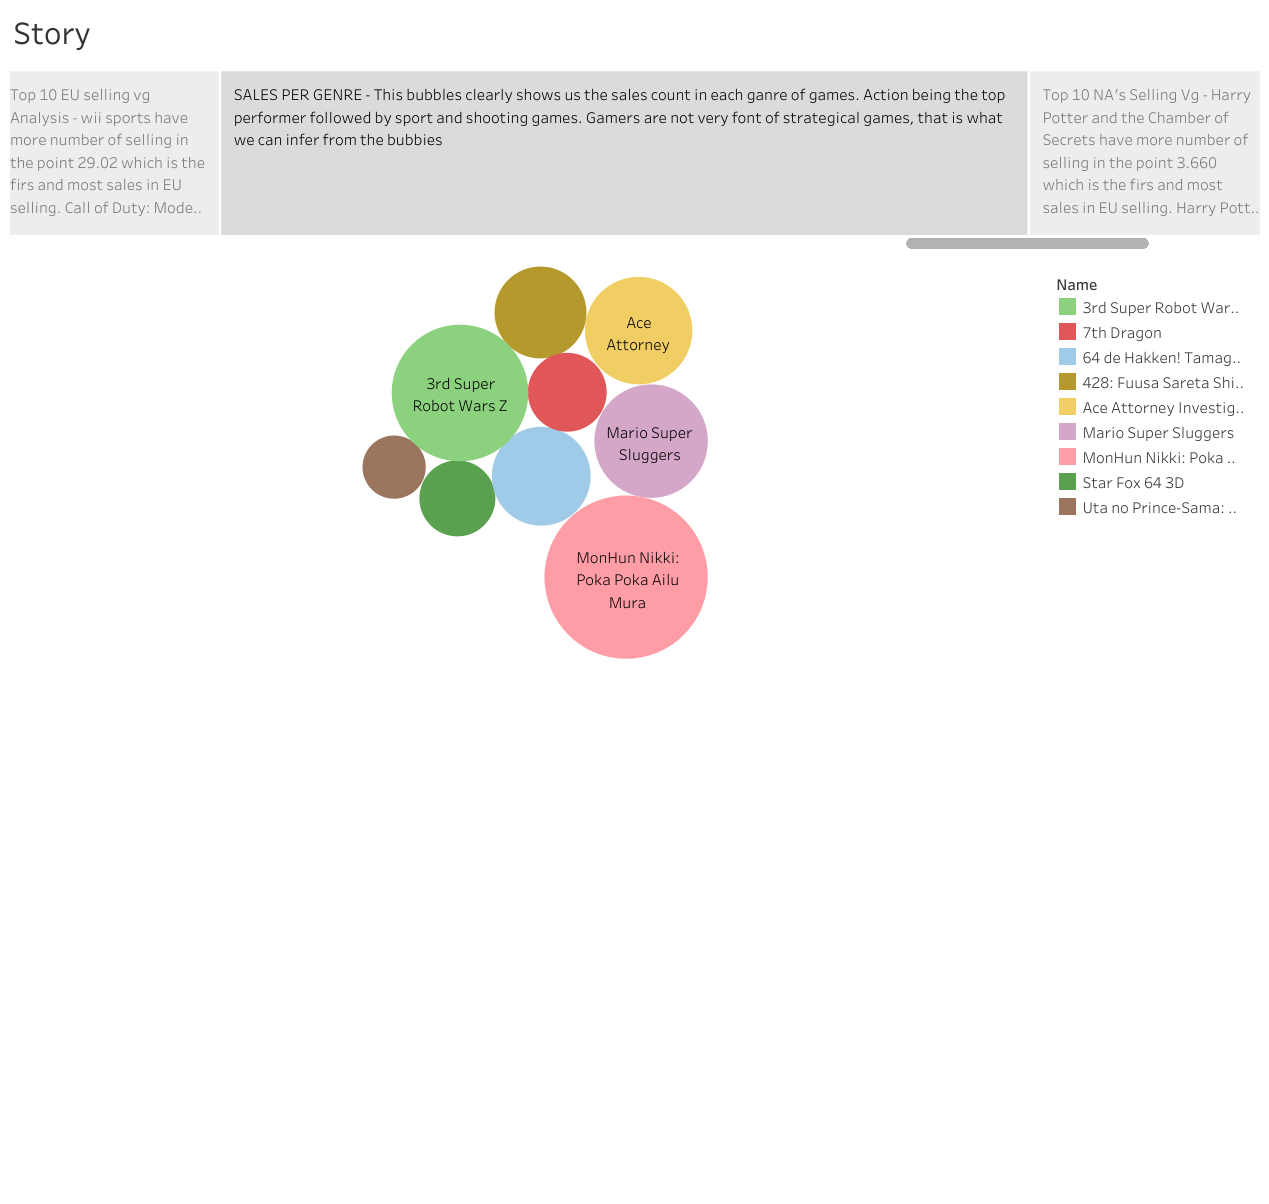 Story
Top 10 EU selling vg
Analysis - wii sports have
more number of selling in
the point 29.02 which is the
firs and most sales in EU
selling. Call of Duty: Mode..
SALES PER GENRE - This bubbles clearly shows us the sales count in each ganre of games. Action being the top
performer followed by sport and shooting games. Gamers are not very font of strategical games, that is what
we can infer from the bubbies
Top 10 NA's Selling Vg - Harry
Potter and the Chamber of
Secrets have more number of
selling in the point 3.660
which is the firs and most
sales in EU selling. Harry Pott..
Ace
Attorney
3rd Super
Robot Wars Z
Mario Super
Sluggers
MonHun Nikki:
Poka Poka Ailu
Mura
Name
3rd Super Robot War..
7th Dragon
64 de Hakken! Tamag..
428: Fuusa Sareta Shi..
Ace Attorney Investig..
Mario Super Sluggers
MonHun Nikki: Poka ..
Star Fox 64 3D
Uta no Prince-Sama: ..